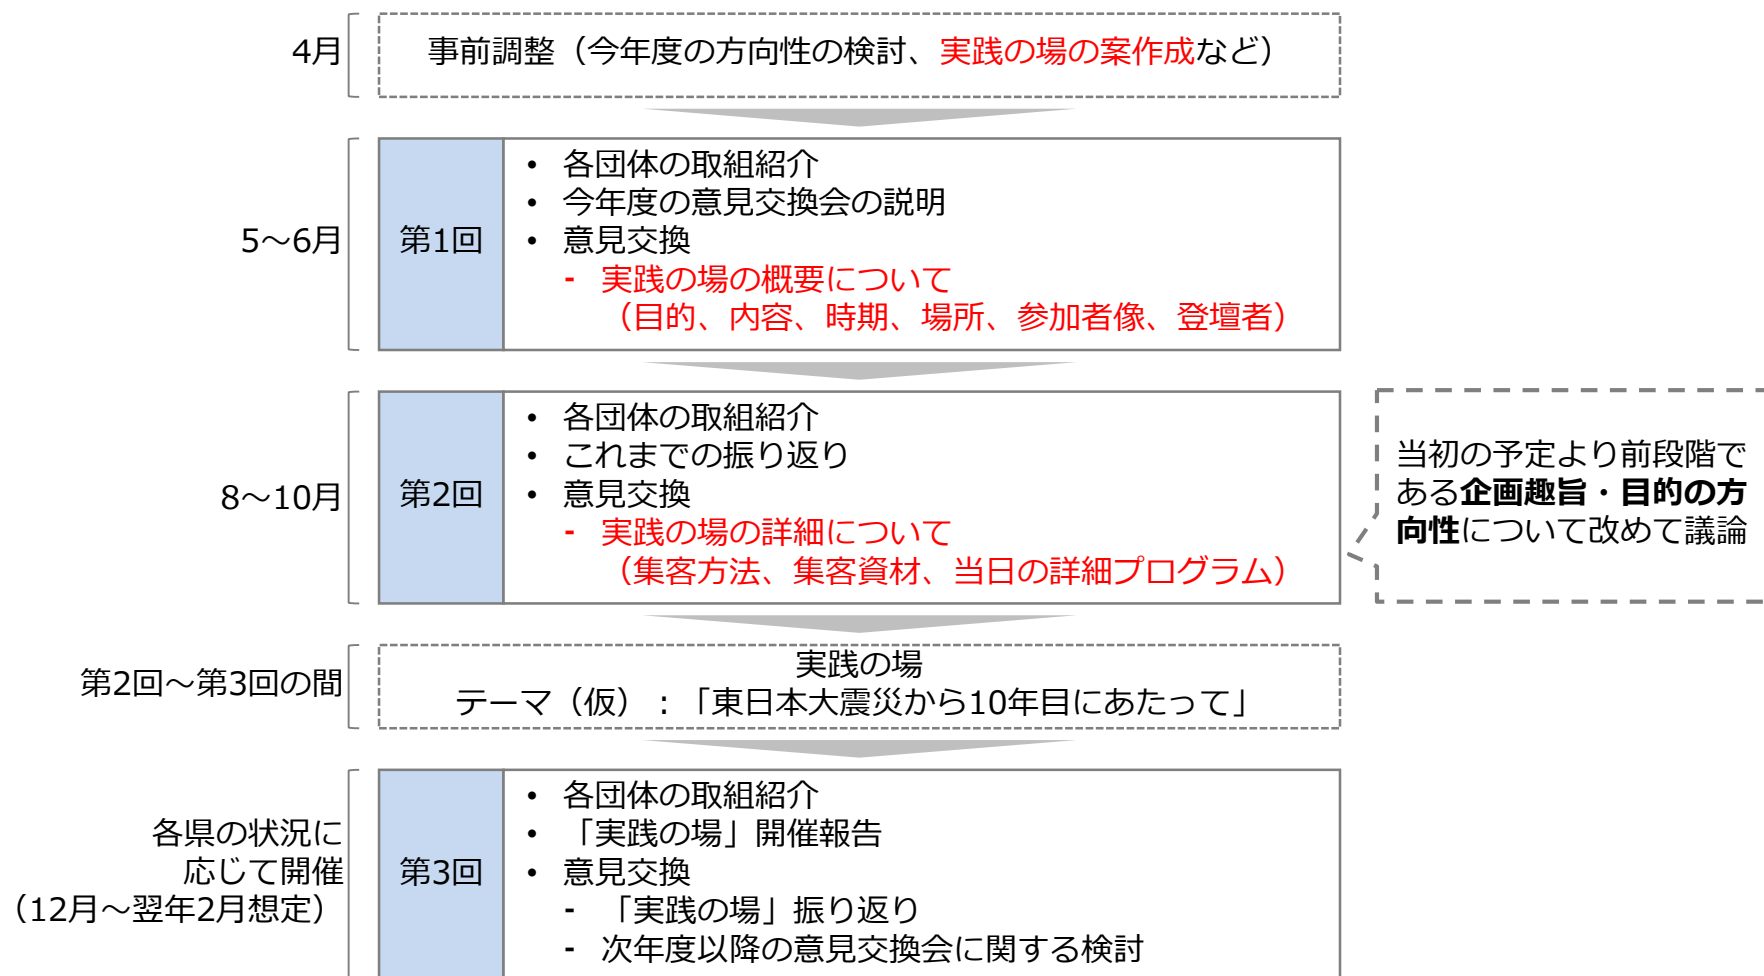 4月
事前調整（今年度の方向性の検討、実践の場の案作成など）
5～6月
第1回
• 各団体の取組紹介
• 今年度の意見交換会の説明
• 意見交換
- 実践の場の概要について
（目的、内容、時期、場所、参加者像、登壇者）
8～10月
第2回
• 各団体の取組紹介
• これまでの振り返り
• 意見交換
- 実践の場の詳細について
（集客方法、集客資材、当日の詳細プログラム）
当初の予定より前段階で
ある企画趣旨・目的の方
向性について改めて議論
第2回～第3回の間
実践の場
テーマ（仮）：「東日本大震災から10年目にあたって」
各県の状況に
応じて開催
（12月～翌年2月想定）
第3回
• 各団体の取組紹介
• 「実践の場」開催報告
• 意見交換
- 「実践の場」振り返り
- 次年度以降の意見交換会に関する検討